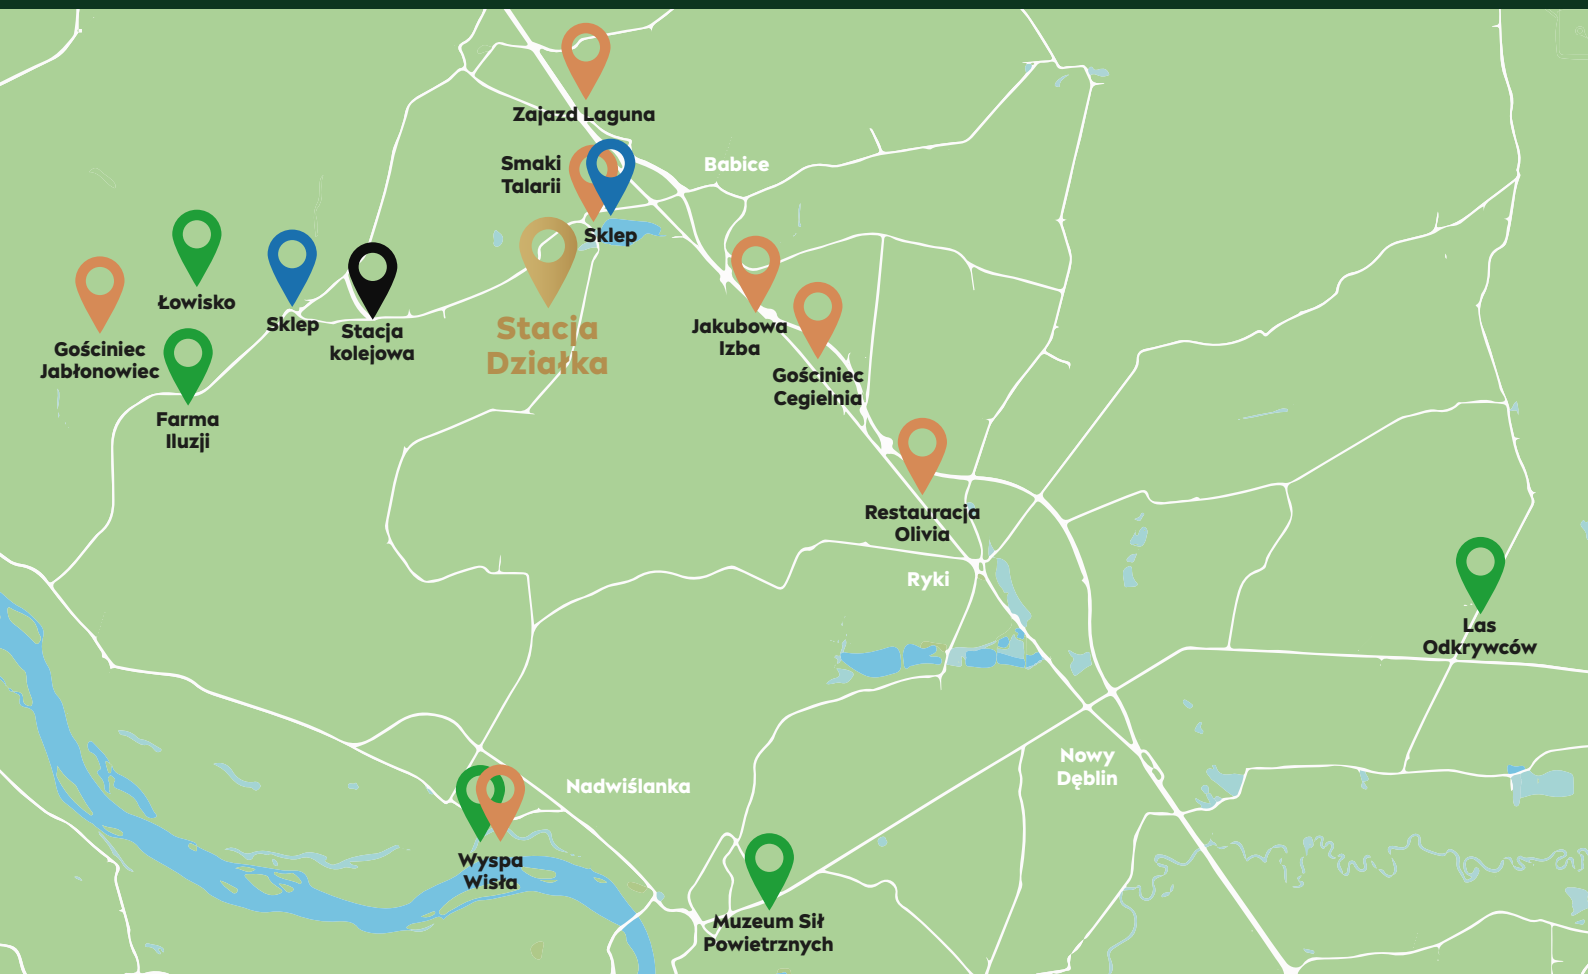 Zajazd Laguna
Smaki
Talarii
Babice
Sklep
Łowisko
Sklep
Stacja
kolejowa
Gościniec
Jabłonowiec
Stacja
Działka
Jakubowa
Izba
Gościniec
Cegielnia
Farma
Iluzji
Restauracja
Olivia
Ryki
Las
Odkrywców
Nowy
Dęblin
Nadwiślanka
Wyspa
Wisła
Muzeum Sił
Powietrznych